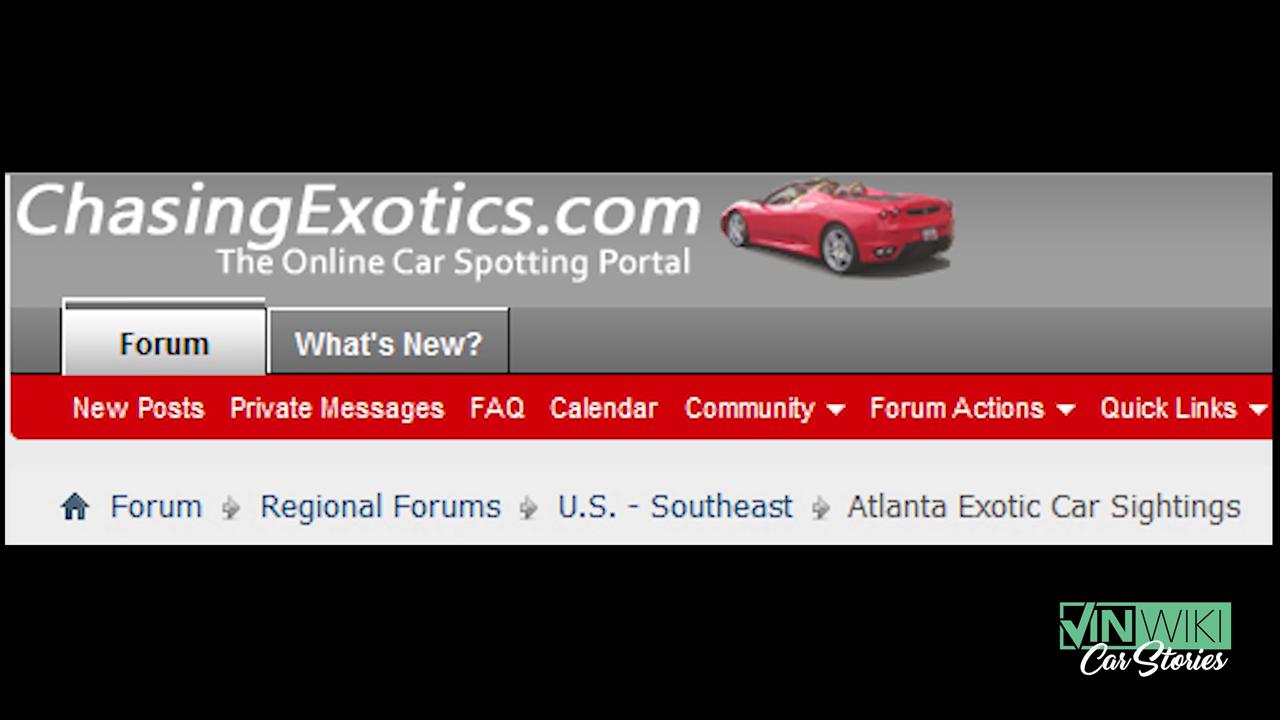 ChasingExotics.com
The Online Car Spotting Portal
Forum What's New?
New Posts Private Messages FAQ Calendar Community Forum Actions Quick Links
Forum Regional Forums U.S. - Southeast Atlanta Exotic Car Sightings
VINWIKI
Car Stories